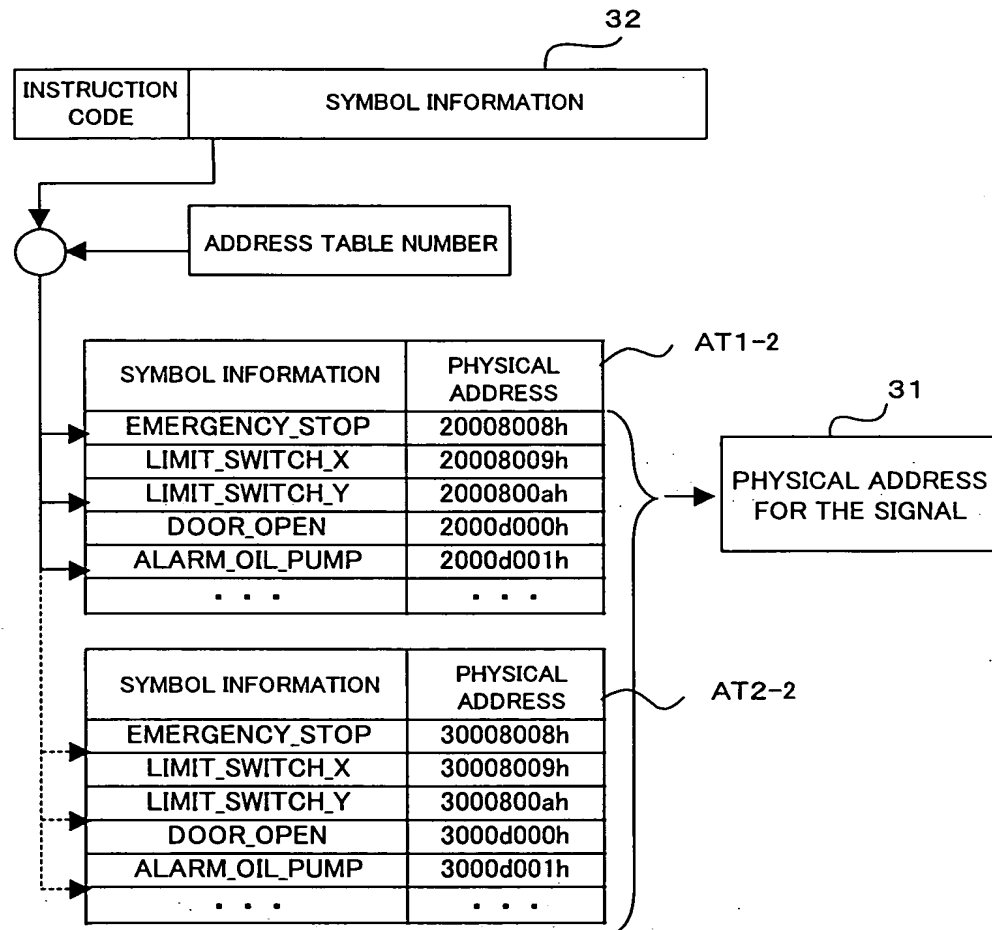 32
INSTRUCTION CODE SYMBOL INFORMATION
ADDRESS TABLE NUMBER
AT1-2
SYMBOL INFORMATION PHYSICAL ADDRESS
EMERGENCY_STOP 20008008h
LIMIT_SWITCH_X 20008009h
LIMIT_SWITCH_Y 2000800ah
DOOR_OPEN 2000d000h
ALARM_OIL_PUMP 2000d001h
• • • • • •
31
PHYSICAL ADDRESS
FOR THE SIGNAL
AT2-2
SYMBOL INFORMATION PHYSICAL ADDRESS
EMERGENCY_STOP 30008008h
LIMIT_SWITCH_X 30008009h
LIMIT_SWITCH_Y 3000800ah
DOOR_OPEN 3000d000h
ALARM_OIL_PUMP 3000d001h
• • • • • •